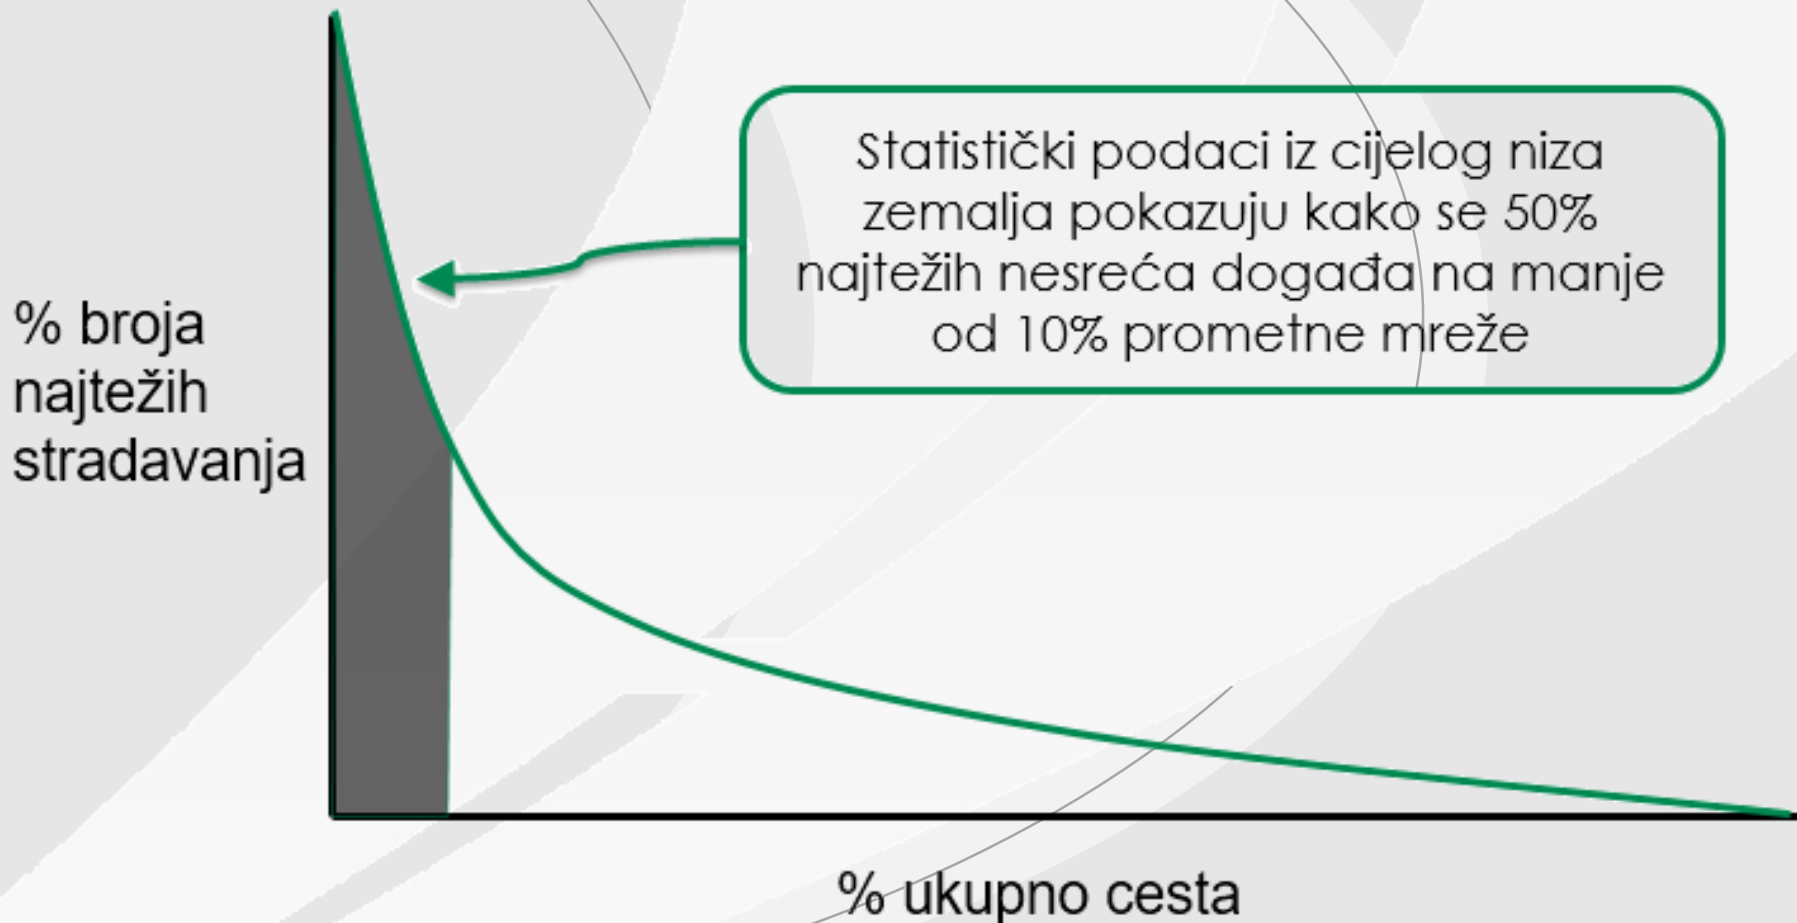 Statistički podaci iz cijelog niza
zemalja pokazuju kako se 50%
najtežih nesreća događa na manje
od 10% prometne mreže
% broja
najtežih
stradavanja
% ukupno cesta